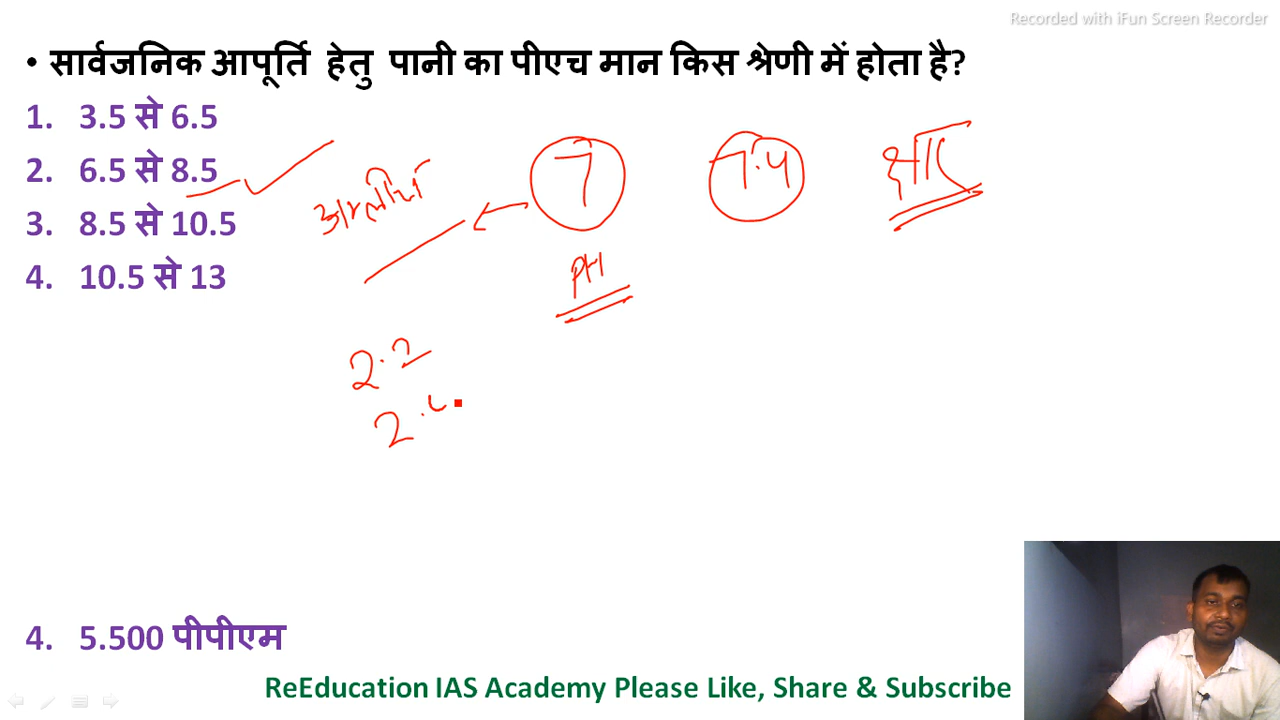 Recorded with iFun Screen Recorder
• सार्वजनिक आपूर्ति हेतु पानी का पीएच मान किस श्रेणी में होता है?
1. 3.5 से 6.5
2. 6.5 से 8.5
3. 8.5 से 10.5
4. 10.5 से 13
7
7.4
क्षार
PH
2.2
2.
4. 5.500 पीपीएम
ReEducation IAS Academy Please Like, Share & Subscribe